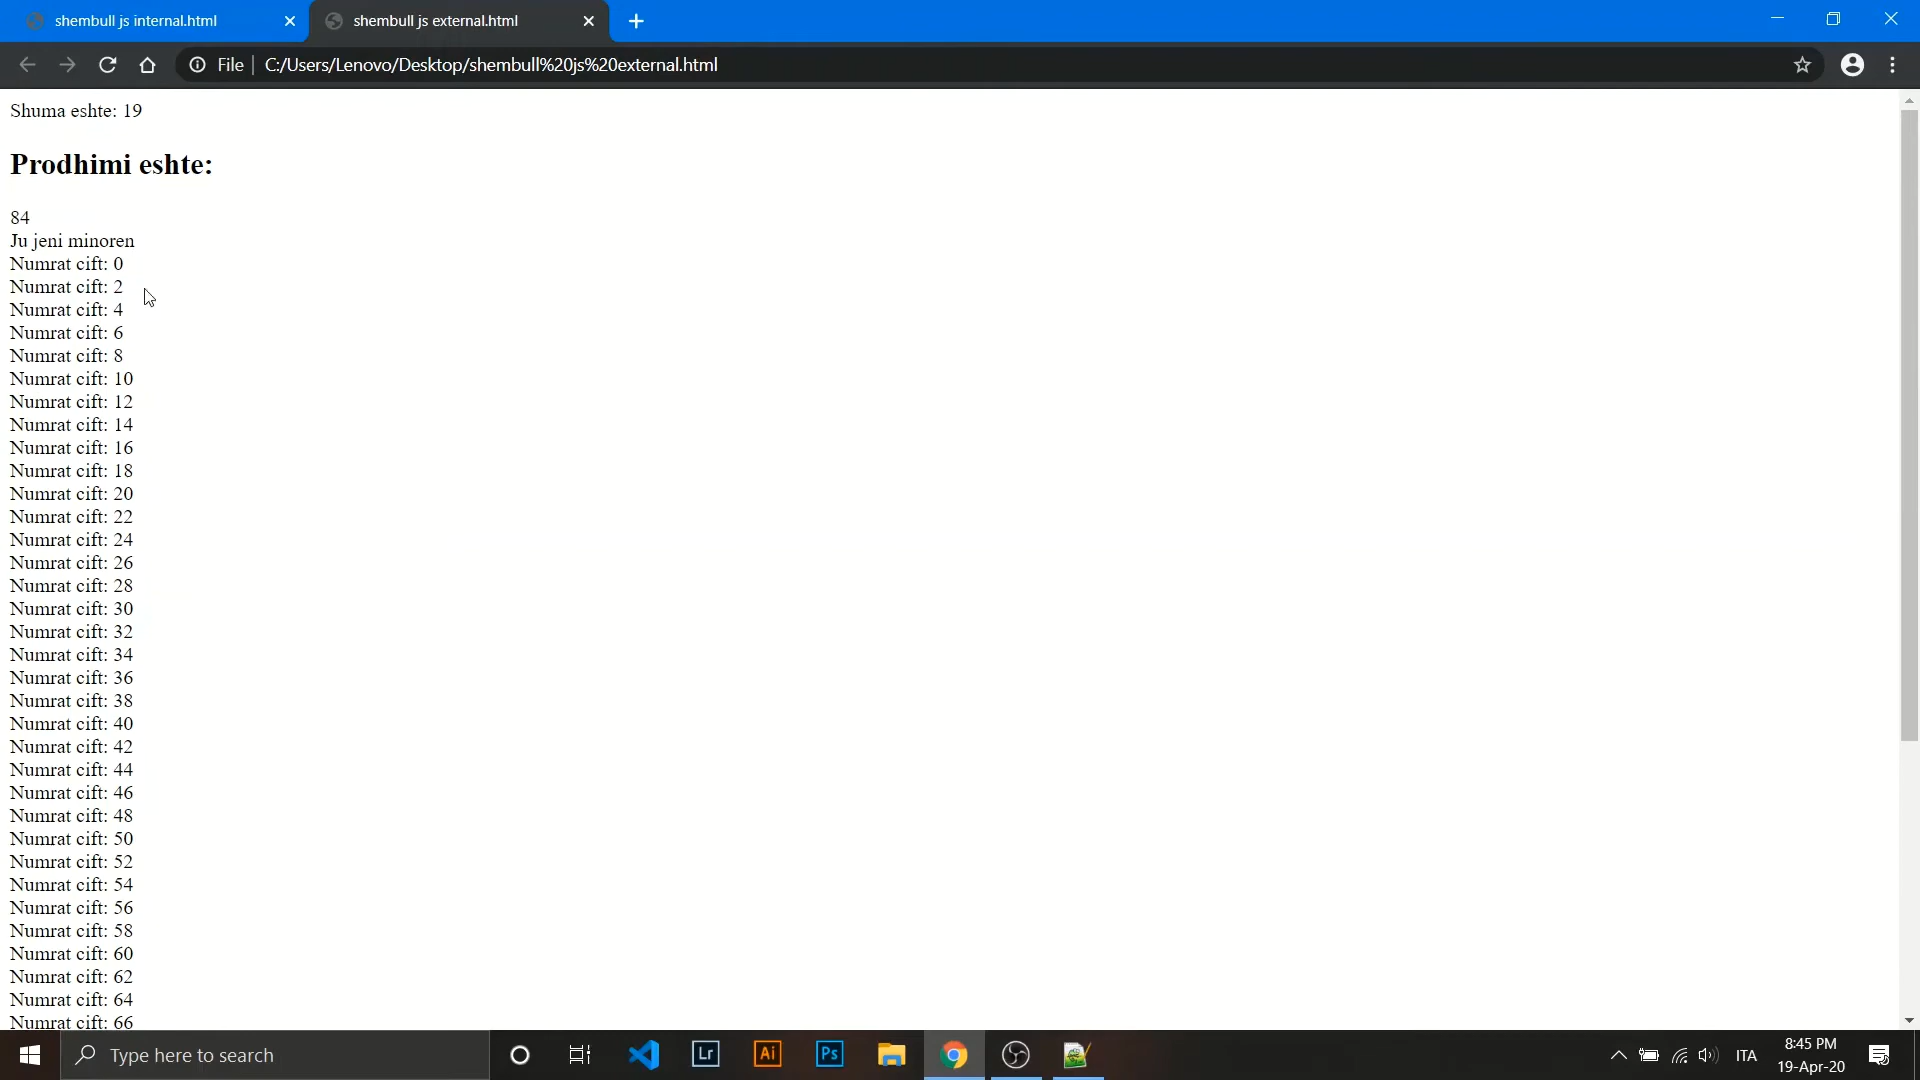 shembull js internal.html
shembull js external.html
File
C:/Users/Lenovo/Desktop/shembull%20js%20external.html
Shuma eshte: 19
Prodhimi eshte:
84
Ju jeni minoren
Numrat cift: 0
Numrat cift: 2
Numrat cift: 4
Numrat cift: 6
Numrat cift: 8
Numrat cift: 10
Numrat cift: 12
Numrat cift: 14
Numrat cift: 16
Numrat cift: 18
Numrat cift: 20
Numrat cift: 22
Numrat cift: 24
Numrat cift: 26
Numrat cift: 28
Numrat cift: 30
Numrat cift: 32
Numrat cift: 34
Numrat cift: 36
Numrat cift: 38
Numrat cift: 40
Numrat cift: 42
Numrat cift: 44
Numrat cift: 46
Numrat cift: 48
Numrat cift: 50
Numrat cift: 52
Numrat cift: 54
Numrat cift: 56
Numrat cift: 58
Numrat cift: 60
Numrat cift: 62
Numrat cift: 64
Numrat cift: 66
Type here to search
Lr
Ai
Ps
ITA
8:45 PM
19-Apr-20